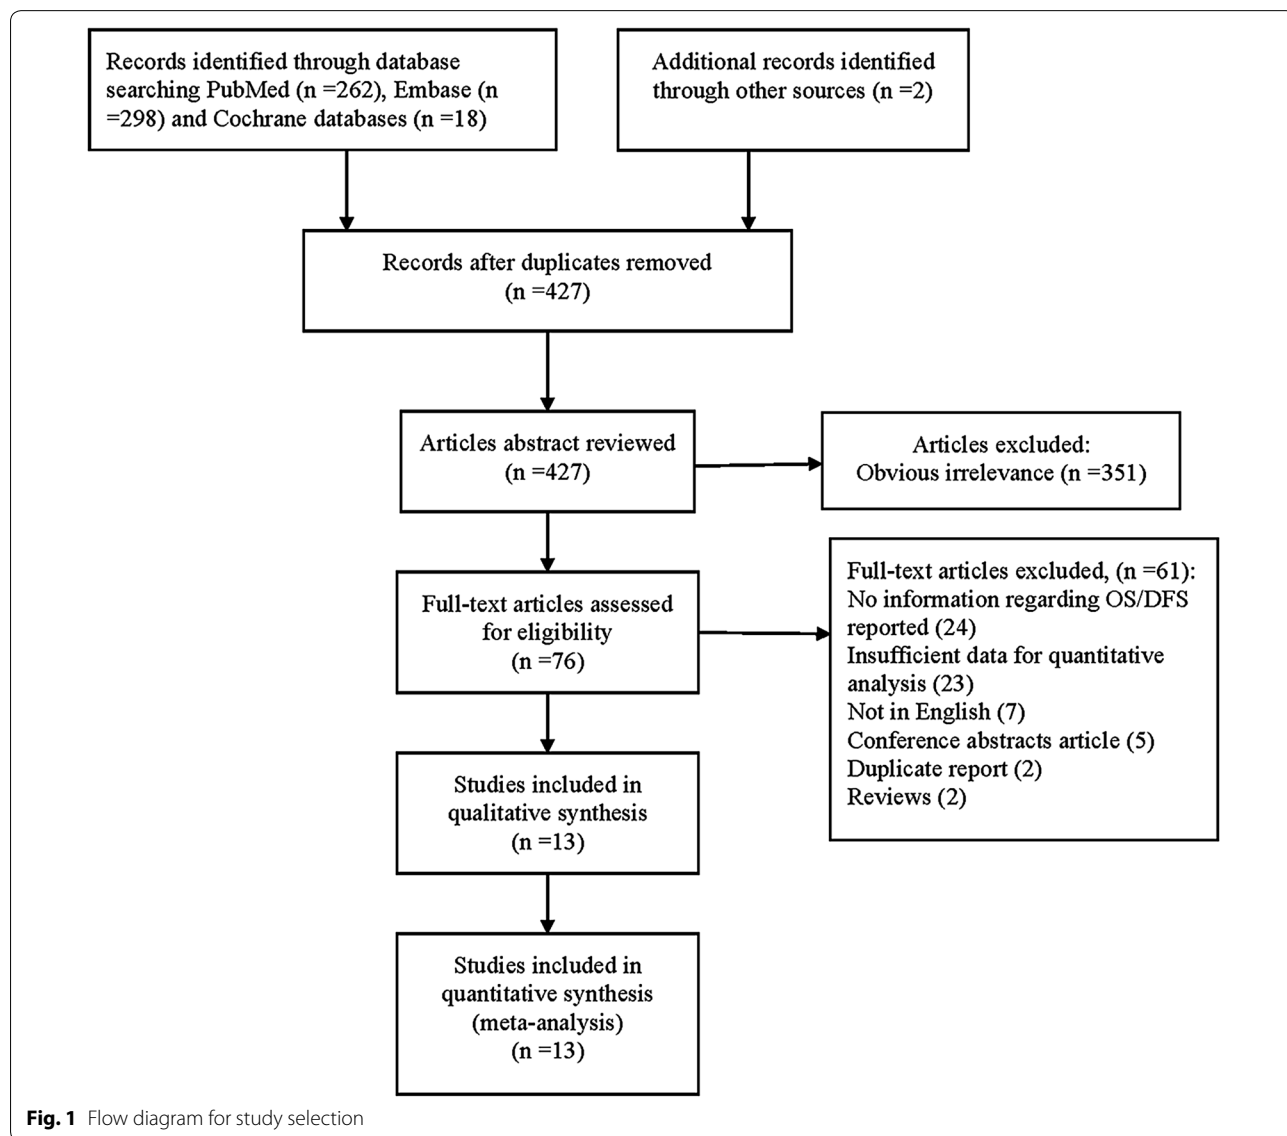 Records identified through database
searching PubMed (n =262), Embase (n
=298) and Cochrane databases (n =18)
Additional records identified
through other sources (n =2)
Records after duplicates removed
(n =427)
Articles abstract reviewed
(n =427)
Articles excluded:
Obvious irrelevance (n =351)
Full-text articles assessed
for eligibility
(n =76)
Full-text articles excluded, (n =61):
No information regarding OS/DFS
reported (24)
Insufficient data for quantitative
analysis (23)
Not in English (7)
Conference abstracts article (5)
Duplicate report (2)
Reviews (2)
Studies included in
qualitative synthesis
(n =13)
Studies included in
quantitative synthesis
(meta-analysis)
(n =13)
Fig. 1 Flow diagram for study selection